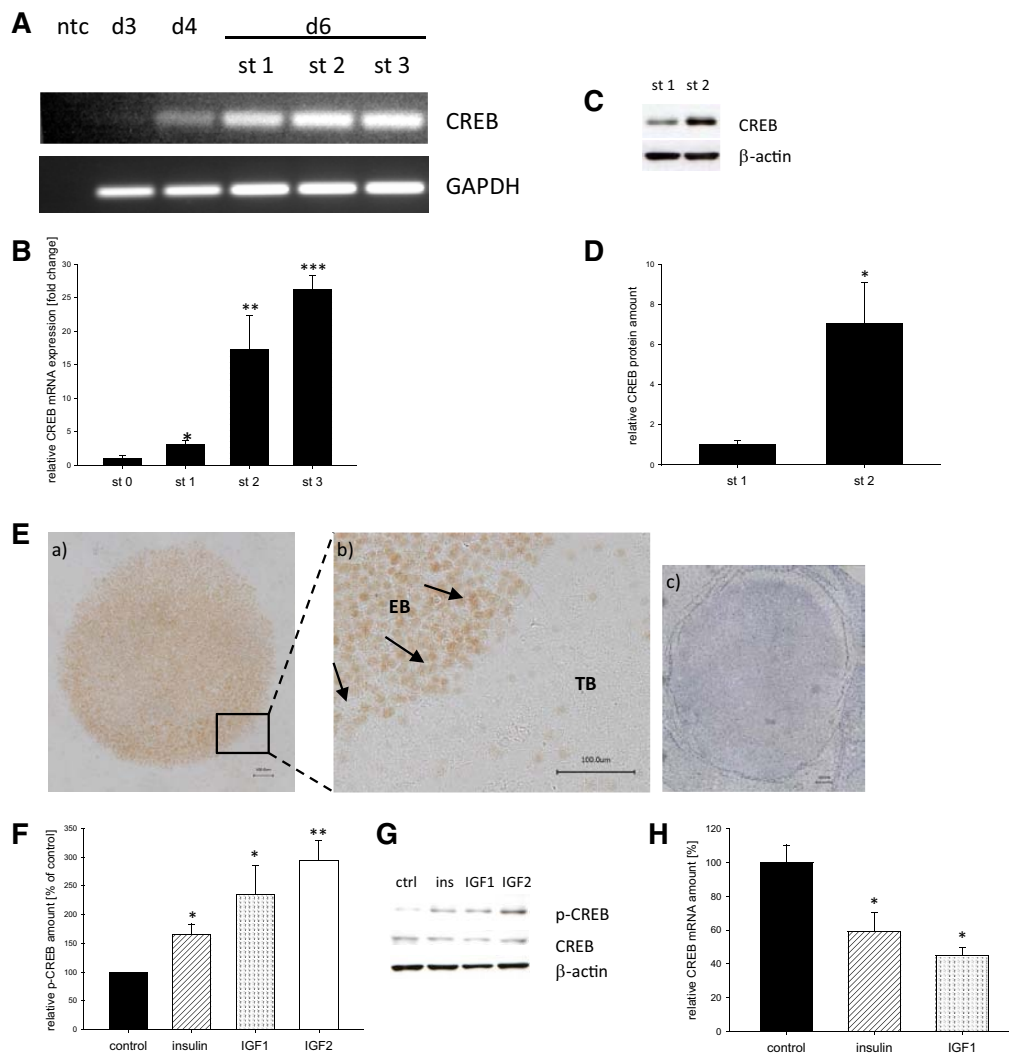 A
ntc d3 d4 d6
st 1 st 2 st 3
CREB
GAPDH
C
st 1 st 2
CREB
β-actin
B
relative CREB mRNA expression [fold change]
30
25
20
15
10
5
0
*
**
***
st 0 st 1 st 2 st 3
D
relative CREB protein amount
10
8
6
4
2
0
*
st 1 st 2
E
a)
b)
EB
TB
100.0um
c)
F
relative p-CREB amount [% of control]
350
300
250
200
150
100
50
0
*
*
**
control insulin IGF1 IGF2
G
ctrl ins IGF1 IGF2
p-CREB
CREB
β-actin
H
relative CREB mRNA amount [%]
120
100
80
60
40
20
0
*
*
control insulin IGF1